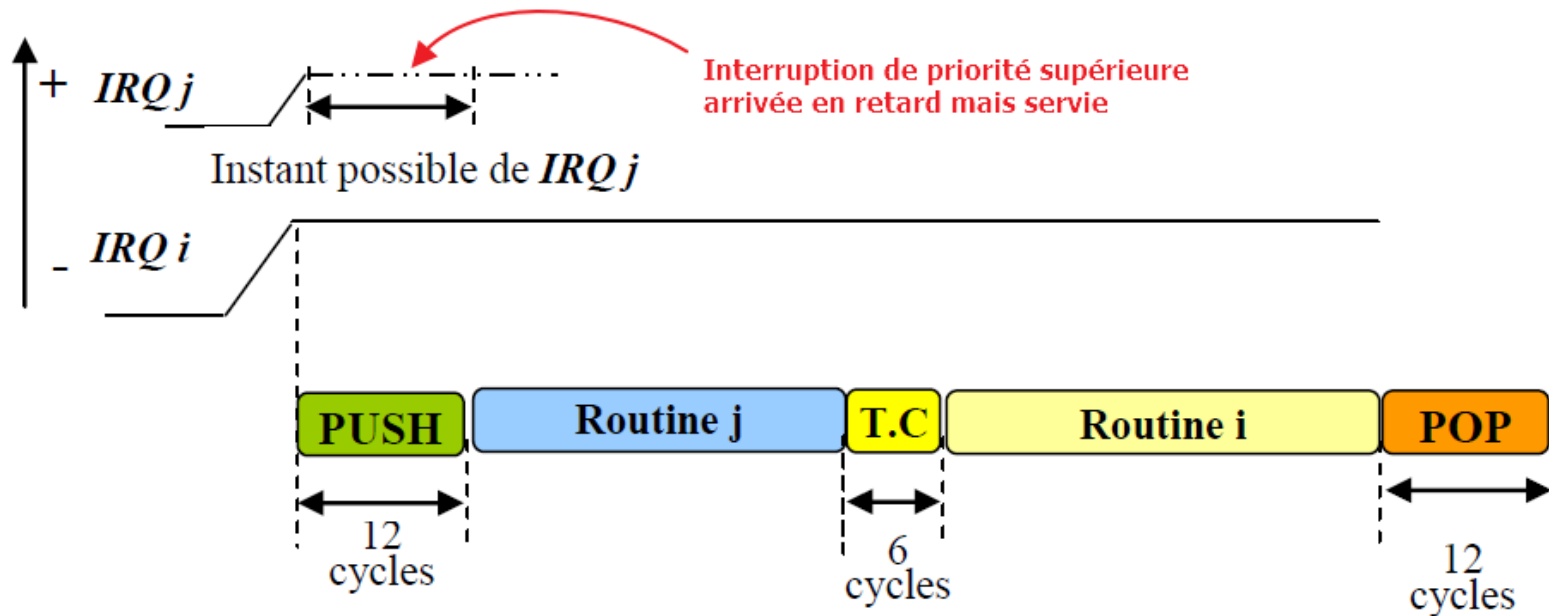 + IRQ j
Interruption de priorité supérieure
arrivée en retard mais servie
Instant possible de IRQ j
- IRQ i
PUSH
Routine j
T.C
Routine i
POP
12
cycles
6
cycles
12
cycles